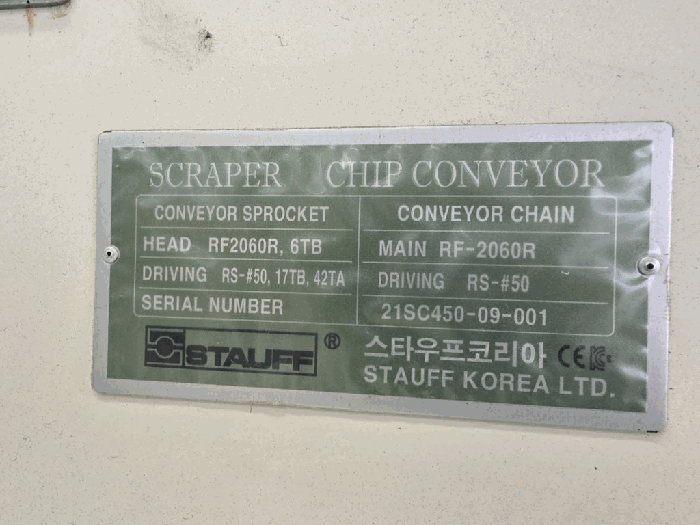 SCRAPER CHIP CONVEYOR
CONVEYOR SPROCKET CONVEYOR CHAIN
HEAD RF2060R, 6TB MAIN RF-2060R
DRIVING RS-#50, 17TB, 42TA DRIVING RS-#50
SERIAL NUMBER 21SC450-09-001
STAUFF® 스타우프코리아 CE
STAUFF KOREA LTD.